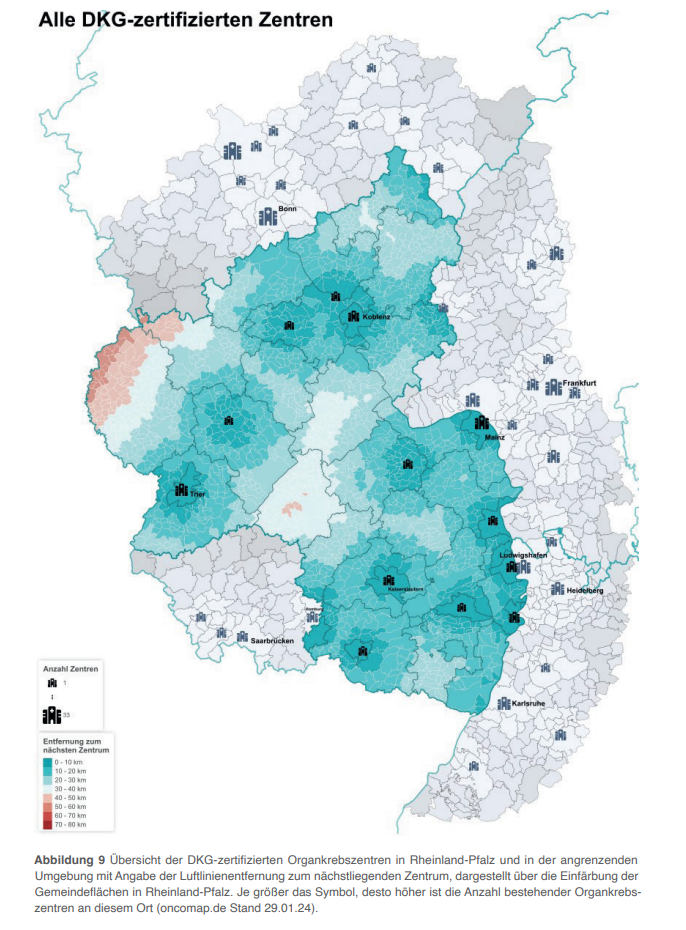 Alle DKG-zertifizierten Zentren
Bonn
Koblenz
Frankfurt
Mainz
Trier
Ludwigshafen
Heidelberg
Kaiserslautern
Homburg
Saarbrücken
Karlsruhe
Anzahl Zentren
1
33
Entfernung zum
nächsten Zentrum
0 - 10 km
10 - 20 km
20 - 30 km
30 - 40 km
40 - 50 km
50 - 60 km
60 - 70 km
70 - 80 km
Abbildung 9 Übersicht der DKG-zertifizierten Organkrebszentren in Rheinland-Pfalz und in der angrenzenden
Umgebung mit Angabe der Luftlinienentfernung zum nächstliegenden Zentrum, dargestellt über die Einfärbung der
Gemeindeflächen in Rheinland-Pfalz. Je größer das Symbol, desto höher ist die Anzahl bestehender Organkrebs-
zentren an diesem Ort (oncomap.de Stand 29.01.24).